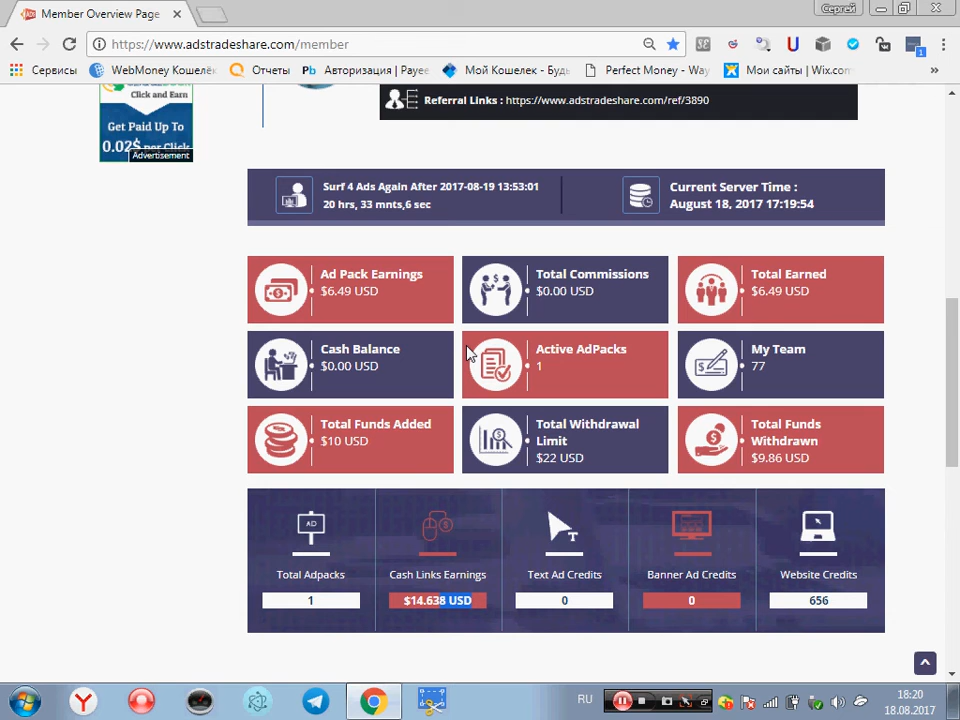 Member Overview Page
Сергей
https://www.adstradeshare.com/member
Сервисы
WebMoney Кошелёк
Отчеты
Авторизация | Payee
Мой Кошелек - Будь
Perfect Money - Way
Мои сайты | Wix.com
Click and Earn
Get Paid Up To
0.02$ per Click
Advertisement
Referral Links : https://www.adstradeshare.com/ref/3890
Surf 4 Ads Again After 2017-08-19 13:53:01
20 hrs, 33 mnts,6 sec
Current Server Time :
August 18, 2017 17:19:54
Ad Pack Earnings
$6.49 USD
Total Commissions
$0.00 USD
Total Earned
$6.49 USD
Cash Balance
$0.00 USD
Active AdPacks
1
My Team
77
Total Funds Added
$10 USD
Total Withdrawal
Limit
$22 USD
Total Funds
Withdrawn
$9.86 USD
AD
Total Adpacks
1
Cash Links Earnings
$14.638 USD
Text Ad Credits
0
Banner Ad Credits
0
Website Credits
656
RU
18:20
18.08.2017